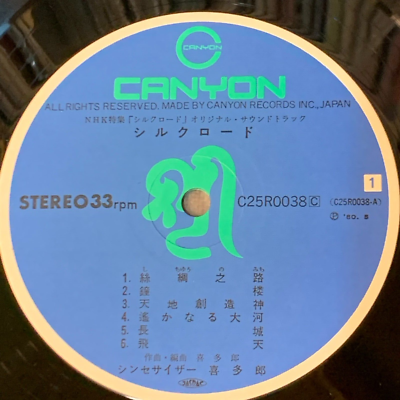 CANYON
CANYON
ALL RIGHTS RESERVED. MADE BY CANYON RECORDS INC., JAPAN
NHK特集『シルクロード』オリジナル・サウンドトラック
シルクロード
STEREO 33rpm
C25R0038 C
(C25R0038-A)
1
℗ '80. 8
1. 絲綢之路
2. 鐘楼
3. 天地創造神
4. 遙かなる大河
5. 長城
6. 飛天
作曲・編曲 喜多郎
シンセサイザー 喜多郎